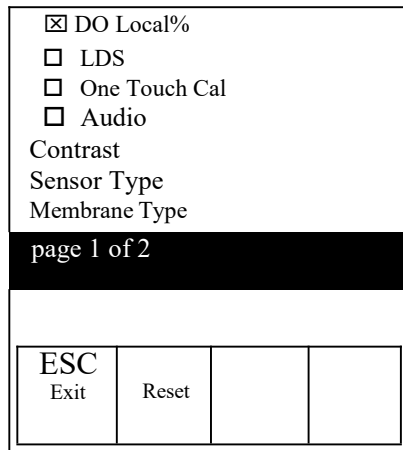 ☒ DO Local%
☐ LDS
☐ One Touch Cal
☐ Audio
Contrast
Sensor Type
Membrane Type
page 1 of 2
ESC
Exit
Reset